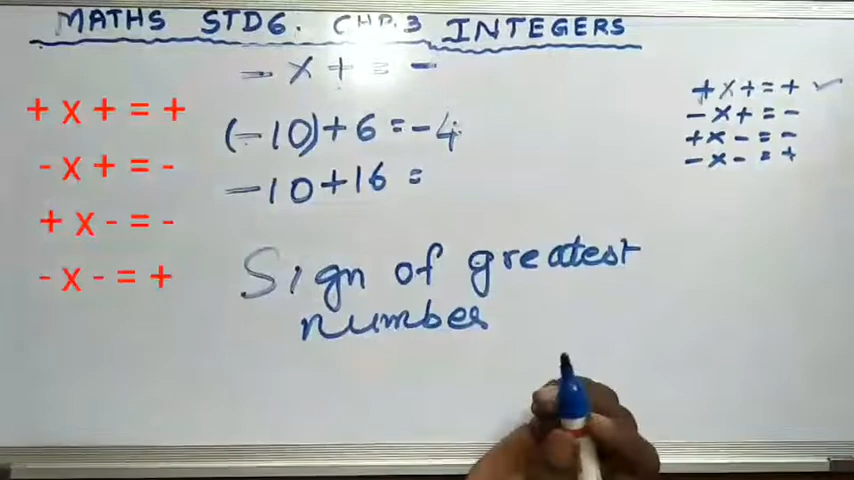 MATHS STD6. CHP.3 INTEGERS
- x + = -
(-10)+6 =-4
-10+16 =
Sign of greatest
number
+ x + = +
- x + = -
+ x - = -
- x - = +
+ x + = + ✓
- x + = -
+ x - = -
- x - = +